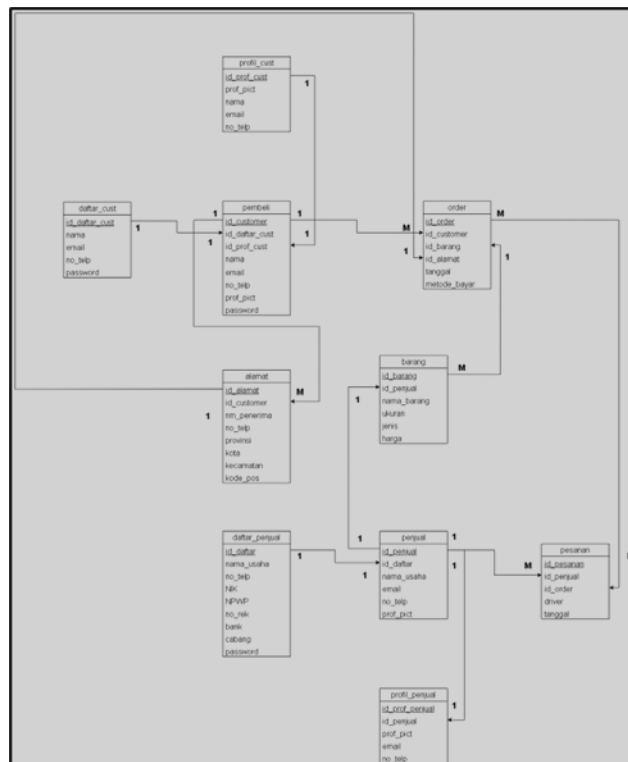 profil_cust
id_prof_cust
prof_pict
nama
email
no_telp
1
daftar_cust
id_daftar_cust
nama
email
no_telp
password
1
1
1
pembeli
id_customer
id_daftar_cust
id_prof_cust
nama
email
no_telp
prof_pict
password
1
1
M
1
order
id_order
id_customer
id_barang
id_alamat
tanggal
metode_bayar
M
1
alamat
id_alamat
id_customer
nm_penerima
no_telp
provinsi
kota
kecamatan
kode_pos
M
1
barang
id_barang
id_penjual
nama_barang
ukuran
jenis
harga
M
1
daftar_penjual
id_daftar
nama_usaha
no_telp
NIK
NPWP
no_rek
bank
cabang
password
1
1
1
penjual
id_penjual
id_daftar
nama_usaha
email
no_telp
prof_pict
1
1
M
pesanan
id_pesanan
id_penjual
id_order
driver
tanggal
profil_penjual
id_prof_penjual
id_penjual
prof_pict
email
no_telp
1